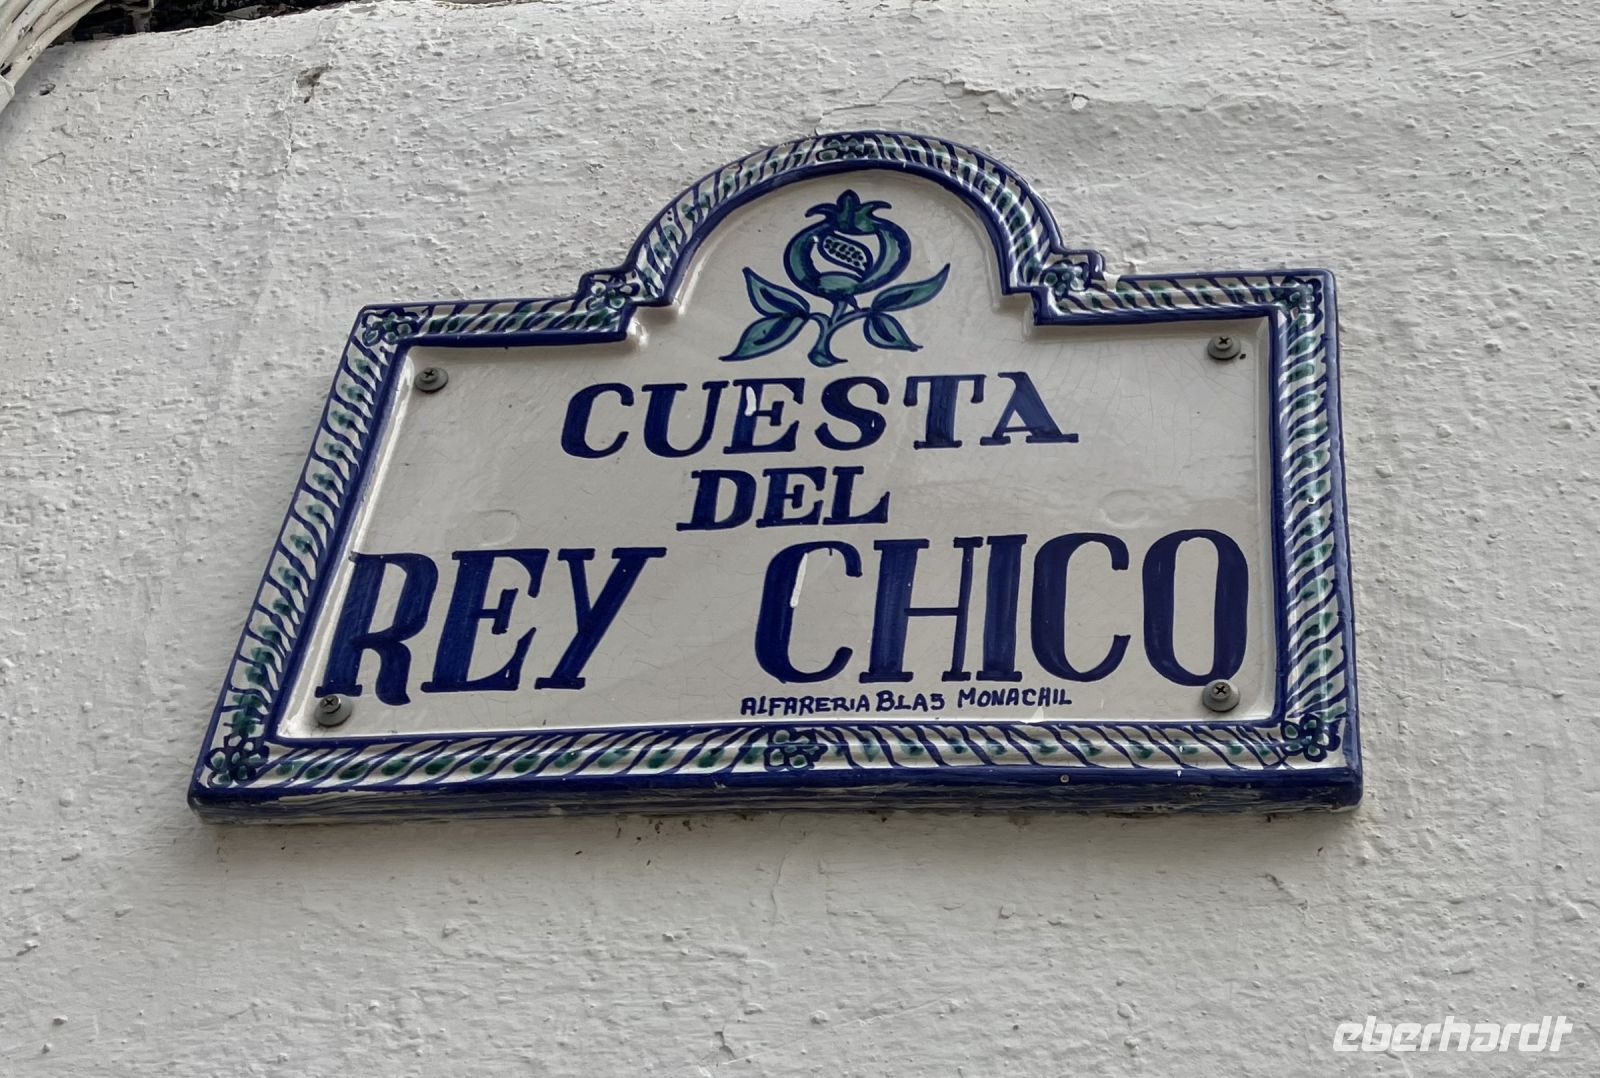 CUESTA
DEL
REY CHICO
ALFARERIA BLAS MONACHIL
eberhardt